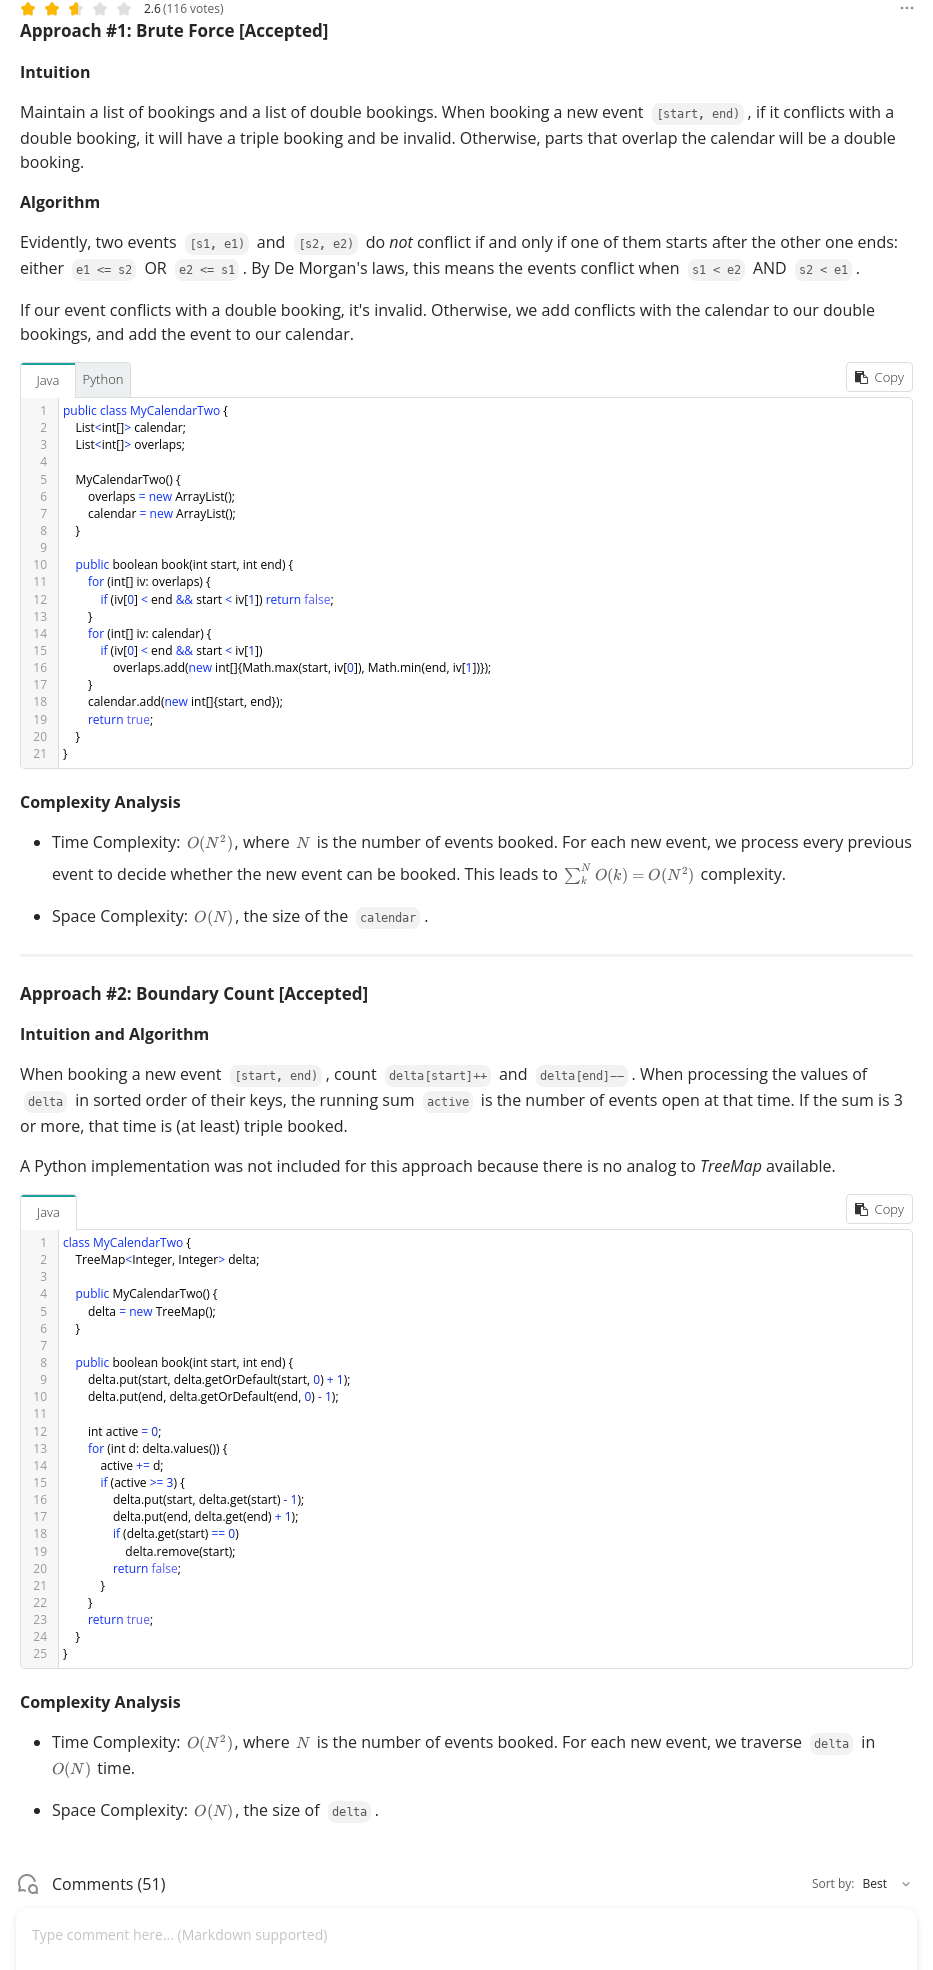 2.6 (116 votes)
Approach #1: Brute Force [Accepted]
Intuition
Maintain a list of bookings and a list of double bookings. When booking a new event [start, end) , if it conflicts with a
double booking, it will have a triple booking and be invalid. Otherwise, parts that overlap the calendar will be a double
booking.
Algorithm
Evidently, two events [s1, e1) and [s2, e2) do not conflict if and only if one of them starts after the other one ends:
either e1 <= s2 OR e2 <= s1 . By De Morgan's laws, this means the events conflict when s1 < e2 AND s2 < e1 .
If our event conflicts with a double booking, it's invalid. Otherwise, we add conflicts with the calendar to our double
bookings, and add the event to our calendar.
Java Python Copy
1 public class MyCalendarTwo {
2 List<int[]> calendar;
3 List<int[]> overlaps;
4
5 MyCalendarTwo() {
6 overlaps = new ArrayList();
7 calendar = new ArrayList();
8 }
9
10 public boolean book(int start, int end) {
11 for (int[] iv: overlaps) {
12 if (iv[0] < end && start < iv[1]) return false;
13 }
14 for (int[] iv: calendar) {
15 if (iv[0] < end && start < iv[1])
16 overlaps.add(new int[]{Math.max(start, iv[0]), Math.min(end, iv[1])});
17 }
18 calendar.add(new int[]{start, end});
19 return true;
20 }
21 }
Complexity Analysis
• Time Complexity: O(N²), where N is the number of events booked. For each new event, we process every previous
event to decide whether the new event can be booked. This leads to ∑ₖᴺ O(k) = O(N²) complexity.
• Space Complexity: O(N), the size of the calendar .
Approach #2: Boundary Count [Accepted]
Intuition and Algorithm
When booking a new event [start, end) , count delta[start]++ and delta[end]-- . When processing the values of
delta in sorted order of their keys, the running sum active is the number of events open at that time. If the sum is 3
or more, that time is (at least) triple booked.
A Python implementation was not included for this approach because there is no analog to TreeMap available.
Java Copy
1 class MyCalendarTwo {
2 TreeMap<Integer, Integer> delta;
3
4 public MyCalendarTwo() {
5 delta = new TreeMap();
6 }
7
8 public boolean book(int start, int end) {
9 delta.put(start, delta.getOrDefault(start, 0) + 1);
10 delta.put(end, delta.getOrDefault(end, 0) - 1);
11
12 int active = 0;
13 for (int d: delta.values()) {
14 active += d;
15 if (active >= 3) {
16 delta.put(start, delta.get(start) - 1);
17 delta.put(end, delta.get(end) + 1);
18 if (delta.get(start) == 0)
19 delta.remove(start);
20 return false;
21 }
22 }
23 return true;
24 }
25 }
Complexity Analysis
• Time Complexity: O(N²), where N is the number of events booked. For each new event, we traverse delta in
O(N) time.
• Space Complexity: O(N), the size of delta .
Comments (51) Sort by: Best
Type comment here... (Markdown supported)